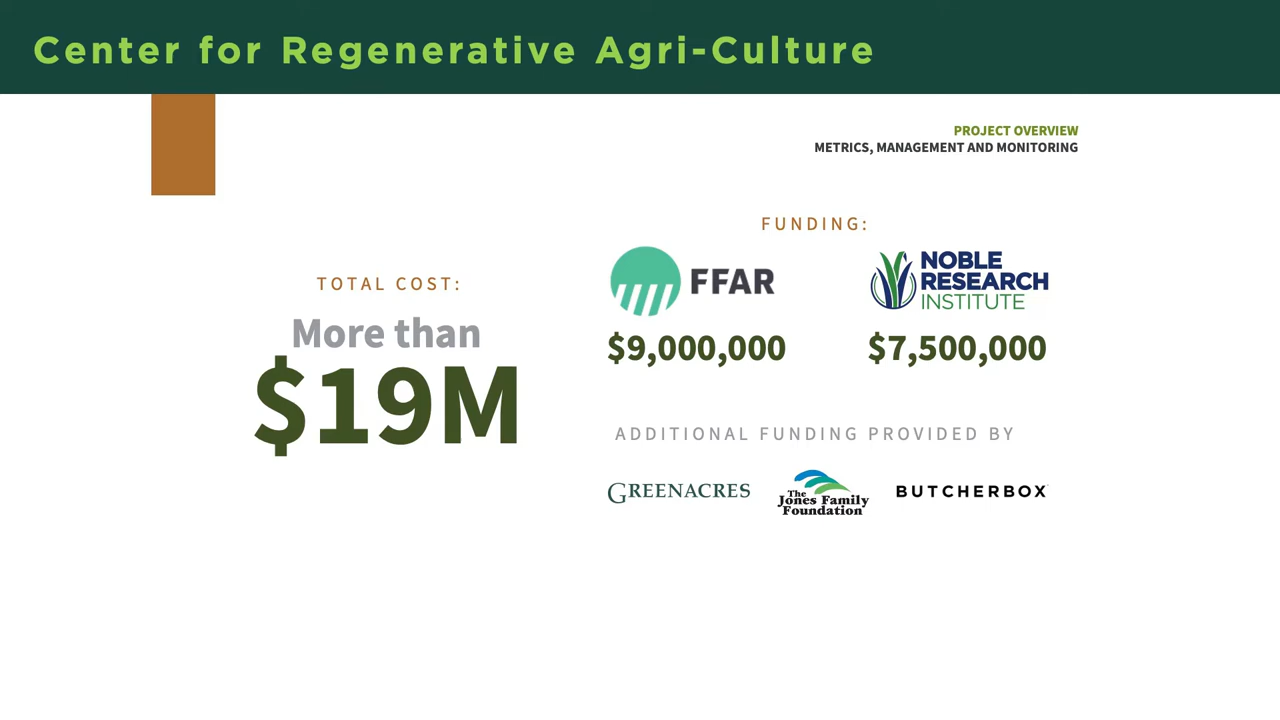 Center for Regenerative Agri-Culture
PROJECT OVERVIEW
METRICS, MANAGEMENT AND MONITORING
TOTAL COST:
More than
$19M
FUNDING:
FFAR
NOBLE
RESEARCH
INSTITUTE
$9,000,000
$7,500,000
ADDITIONAL FUNDING PROVIDED BY
GREENACRES
The
Jones Family
Foundation
BUTCHERBOX